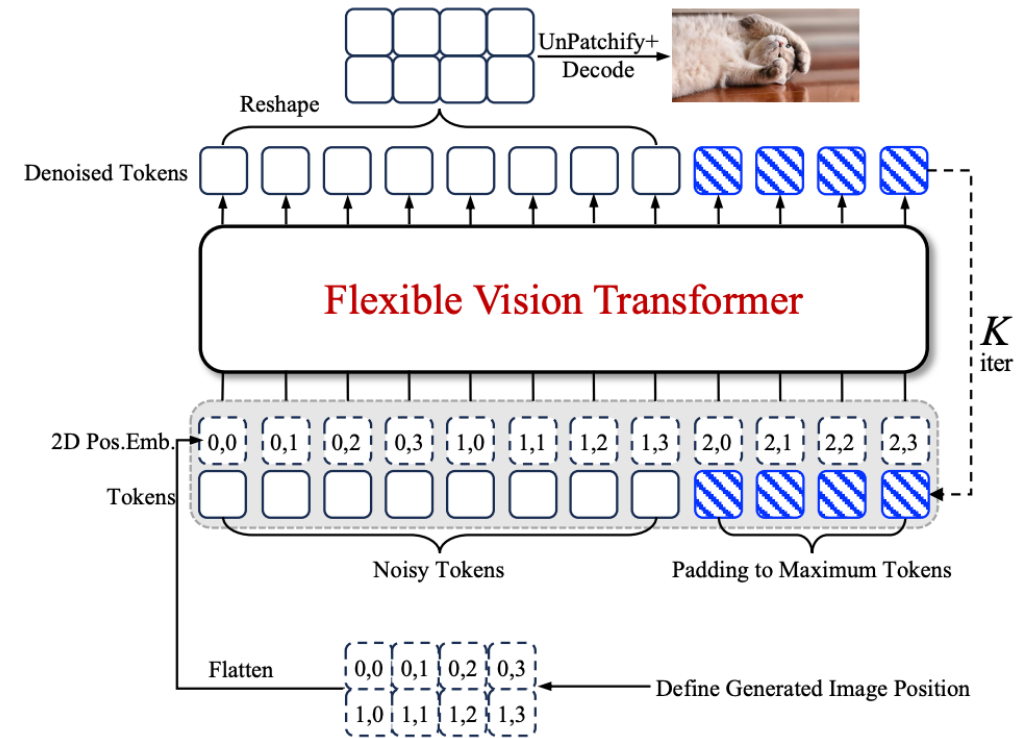 UnPatchify+
Decode
Reshape
Denoised Tokens
Flexible Vision Transformer
K
iter
2D Pos.Emb.
0,0 0,1 0,2 0,3 1,0 1,1 1,2 1,3 2,0 2,1 2,2 2,3
Tokens
Noisy Tokens
Padding to Maximum Tokens
Flatten
0,0 0,1 0,2 0,3
1,0 1,1 1,2 1,3
Define Generated Image Position